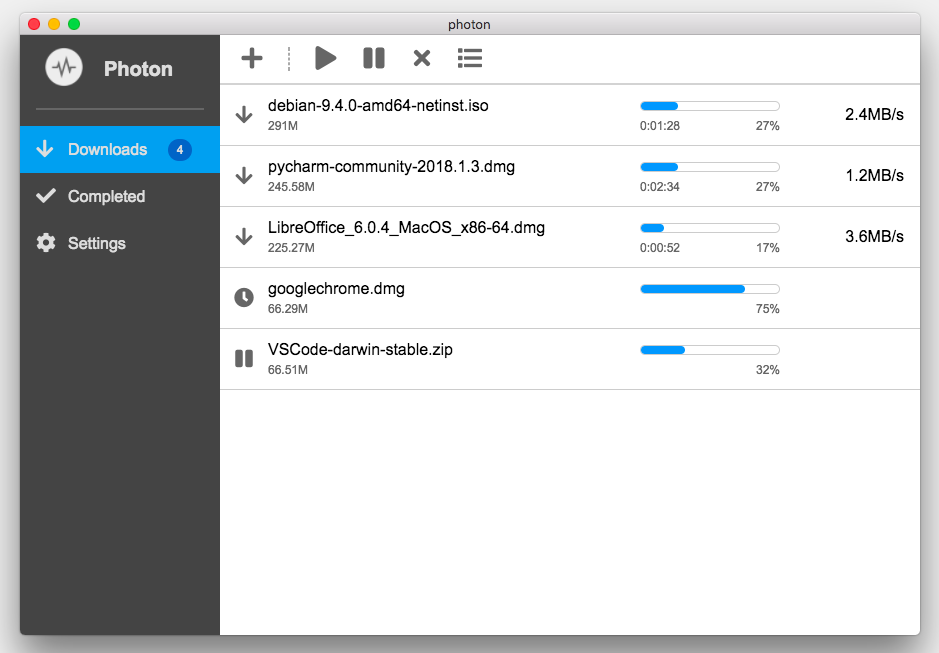 photon
Photon
Downloads 4
Completed
Settings
debian-9.4.0-amd64-netinst.iso
291M
0:01:28 27%
2.4MB/s
pycharm-community-2018.1.3.dmg
245.58M
0:02:34 27%
1.2MB/s
LibreOffice_6.0.4_MacOS_x86-64.dmg
225.27M
0:00:52 17%
3.6MB/s
googlechrome.dmg
66.29M
75%
VSCode-darwin-stable.zip
66.51M
32%